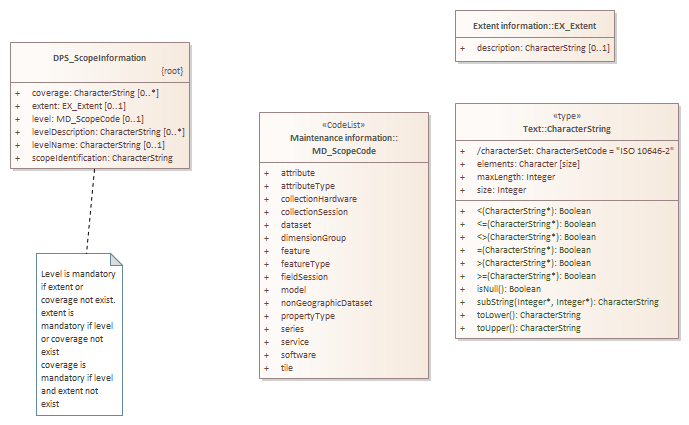 DPS_ScopeInformation
{root}
+ coverage: CharacterString [0..*]
+ extent: EX_Extent [0..1]
+ level: MD_ScopeCode [0..1]
+ levelDescription: CharacterString [0..*]
+ levelName: CharacterString [0..1]
+ scopeIdentification: CharacterString
Level is mandatory
if extent or
coverage not exist.
extent is
mandatory if level
or coverage not
exist
coverage is
mandatory if level
and extent not
exist
«CodeList»
Maintenance information::
MD_ScopeCode
+ attribute
+ attributeType
+ collectionHardware
+ collectionSession
+ dataset
+ dimensionGroup
+ feature
+ featureType
+ fieldSession
+ model
+ nonGeographicDataset
+ propertyType
+ series
+ service
+ software
+ tile
Extent information::EX_Extent
+ description: CharacterString [0..1]
«type»
Text::CharacterString
+ /characterSet: CharacterSetCode = "ISO 10646-2"
+ elements: Character [size]
+ maxLength: Integer
+ size: Integer
+ <(CharacterString*): Boolean
+ <=(CharacterString*): Boolean
+ <>(CharacterString*): Boolean
+ =(CharacterString*): Boolean
+ >(CharacterString*): Boolean
+ >=(CharacterString*): Boolean
+ isNull(): Boolean
+ subString(Integer*, Integer*): CharacterString
+ toLower(): CharacterString
+ toUpper(): CharacterString